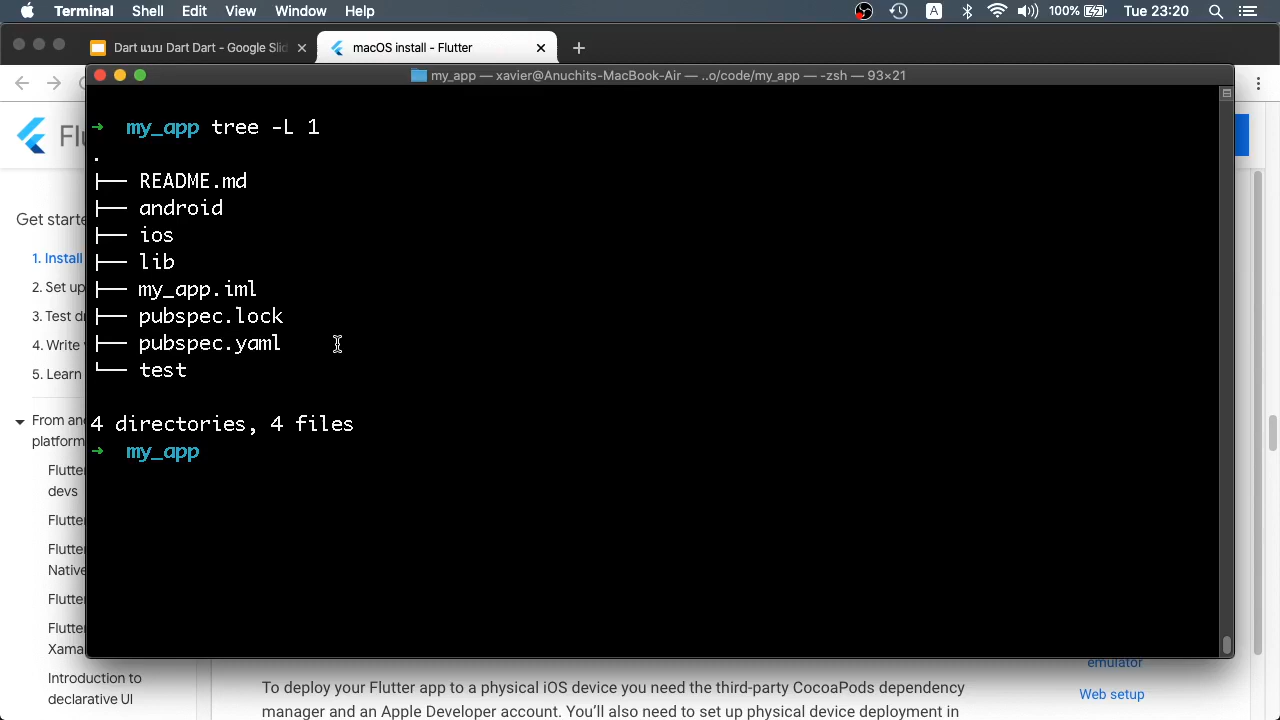 Terminal Shell Edit View Window Help 100% Tue 23:20
Dart แบบ Dart Dart - Google Slid
macOS install - Flutter
my_app — xavier@Anuchits-MacBook-Air — ..o/code/my_app — -zsh — 93×21
➜ my_app tree -L 1
.
├── README.md
├── android
├── ios
├── lib
├── my_app.iml
├── pubspec.lock
├── pubspec.yaml
└── test
4 directories, 4 files
➜ my_app
Flu
Get starte
1. Install
2. Set up
3. Test dr
4. Write
5. Learn
From an
platform
Flutter
devs
Flutter
Flutter
Native
Flutter
Flutter
Xama
Introduction to
declarative UI
emulator
Web setup
To deploy your Flutter app to a physical iOS device you need the third-party CocoaPods dependency
manager and an Apple Developer account. You'll also need to set up physical device deployment in